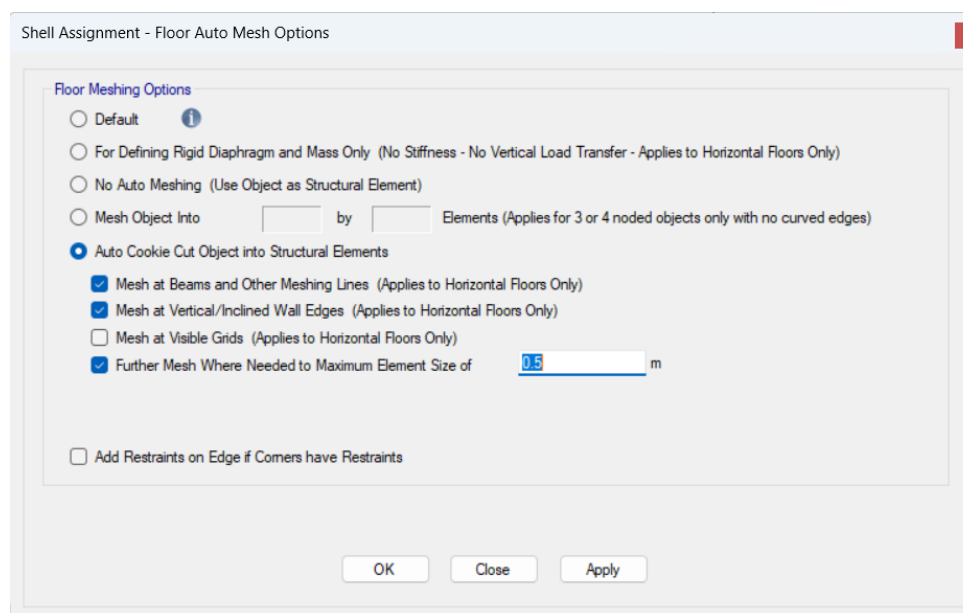 Shell Assignment - Floor Auto Mesh Options
Floor Meshing Options
Default
For Defining Rigid Diaphragm and Mass Only (No Stiffness - No Vertical Load Transfer - Applies to Horizontal Floors Only)
No Auto Meshing (Use Object as Structural Element)
Mesh Object Into by Elements (Applies for 3 or 4 noded objects only with no curved edges)
Auto Cookie Cut Object into Structural Elements
Mesh at Beams and Other Meshing Lines (Applies to Horizontal Floors Only)
Mesh at Vertical/Inclined Wall Edges (Applies to Horizontal Floors Only)
Mesh at Visible Grids (Applies to Horizontal Floors Only)
Further Mesh Where Needed to Maximum Element Size of 0.5 m
Add Restraints on Edge if Corners have Restraints
OK Close Apply